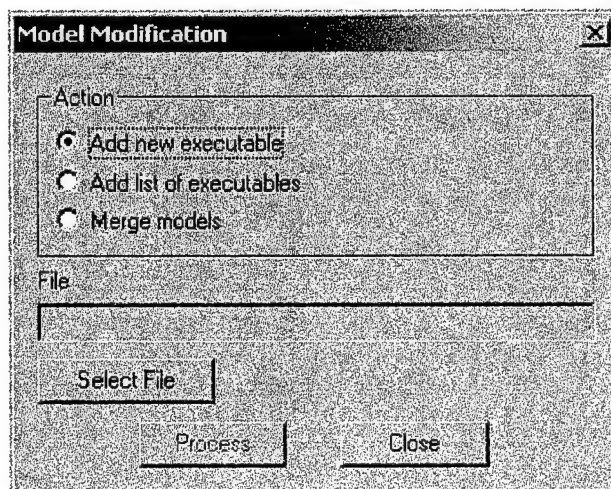 Model Modification
Action
Add new executable
Add list of executables
Merge models
File
Select File
Process Close